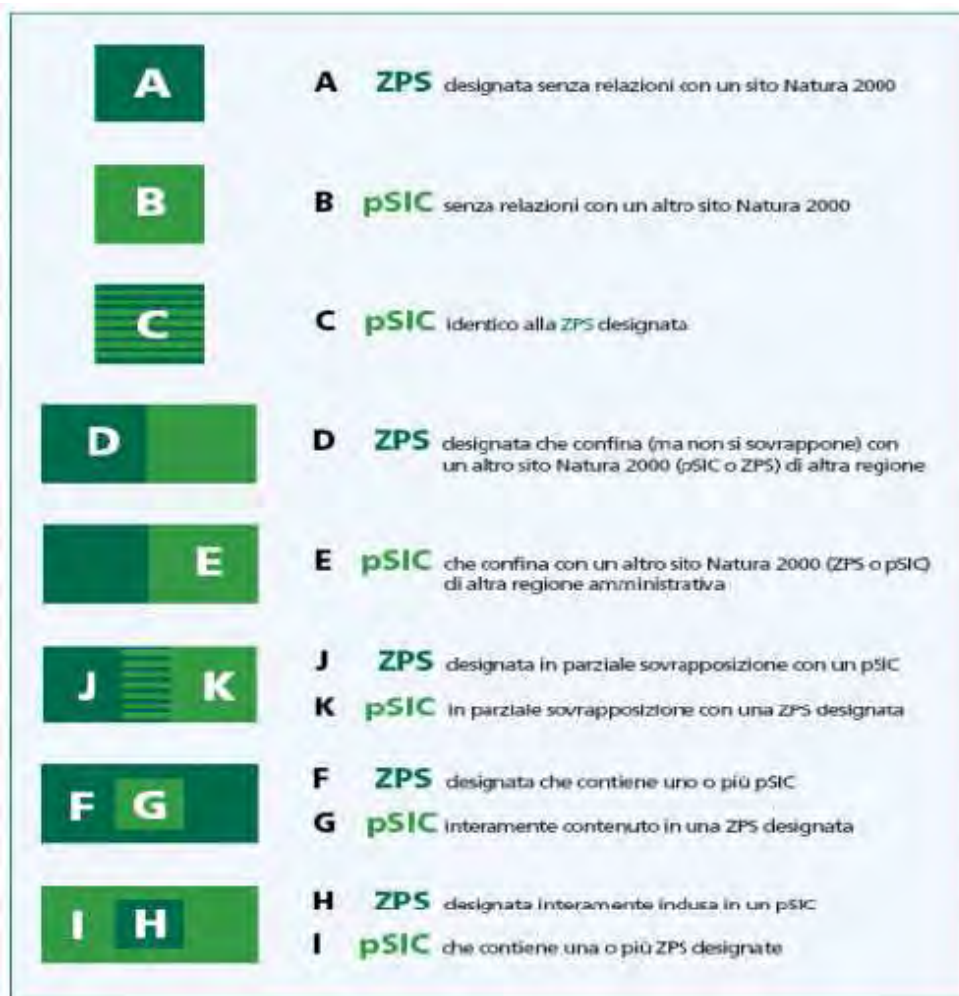 A A ZPS designata senza relazioni con un sito Natura 2000
B B pSIC senza relazioni con un altro sito Natura 2000
C C pSIC identico alla ZPS designata
D D ZPS designata che confina (ma non si sovrappone) con
un altro sito Natura 2000 (pSIC o ZPS) di altra regione
E E pSIC che confina con un altro sito Natura 2000 (ZPS o pSIC)
di altra regione amministrativa
J K J ZPS designata in parziale sovrapposizione con un pSIC
K pSIC in parziale sovrapposizione con una ZPS designata
F G F ZPS designata che contiene uno o più pSIC
G pSIC interamente contenuto in una ZPS designata
I H H ZPS designata interamente inclusa in un pSIC
I pSIC che contiene una o più ZPS designate